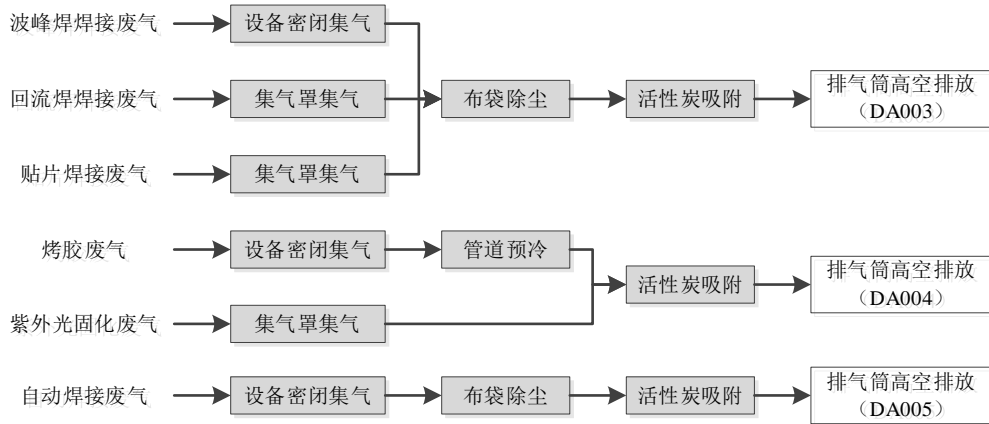 波峰焊焊接废气
设备密闭集气
回流焊焊接废气
集气罩集气
布袋除尘
活性炭吸附
排气筒高空排放
（DA003）
贴片焊接废气
集气罩集气
烤胶废气
设备密闭集气
管道预冷
活性炭吸附
排气筒高空排放
（DA004）
紫外光固化废气
集气罩集气
自动焊接废气
设备密闭集气
布袋除尘
活性炭吸附
排气筒高空排放
（DA005）